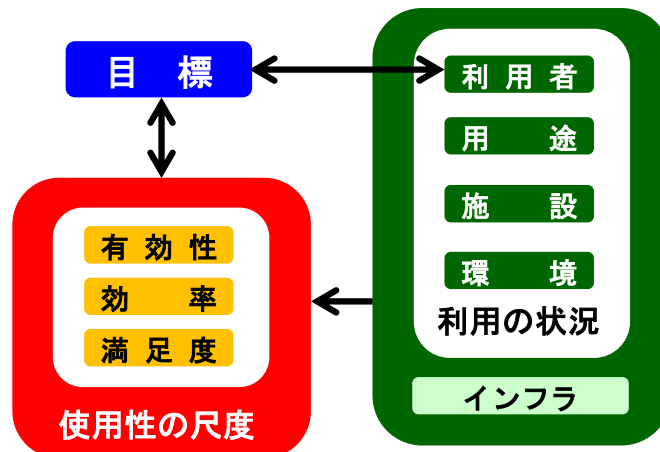 目標
利用者
用途
施設
環境
利用の状況
インフラ
有効性
効率
満足度
使用性の尺度